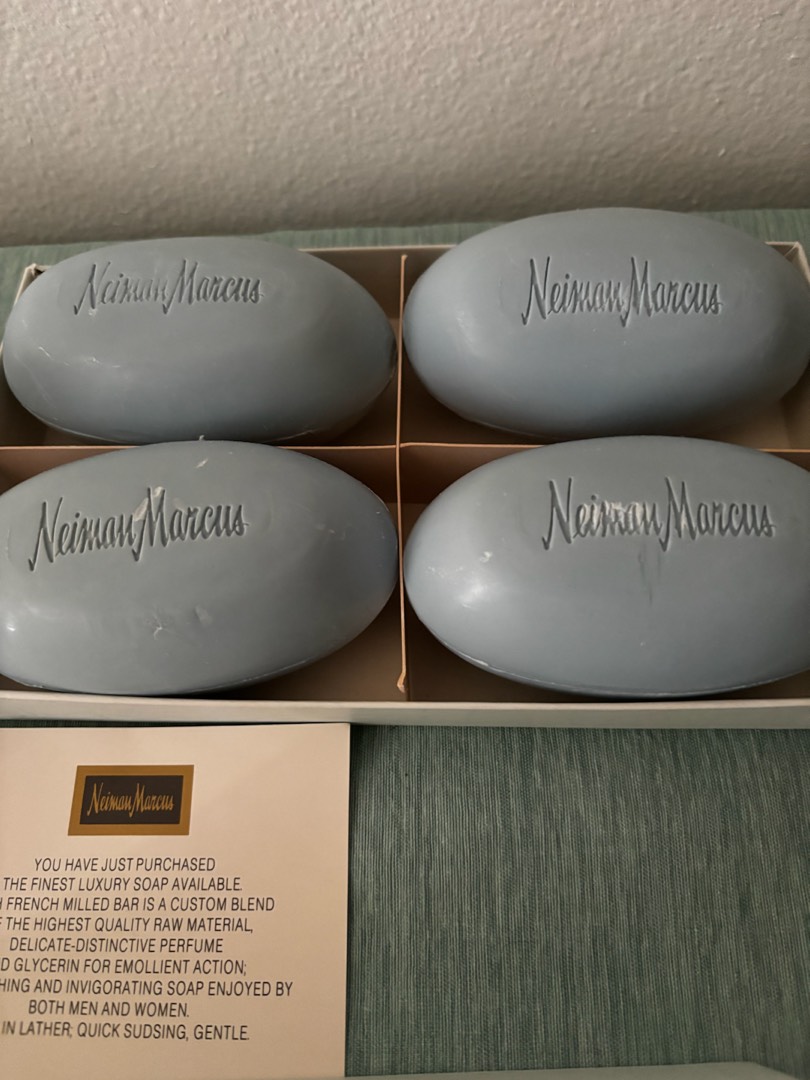 Neiman Marcus
Neiman Marcus
Neiman Marcus
Neiman Marcus
Neiman Marcus
YOU HAVE JUST PURCHASED
THE FINEST LUXURY SOAP AVAILABLE.
FRENCH MILLED BAR IS A CUSTOM BLEND
THE HIGHEST QUALITY RAW MATERIAL,
DELICATE-DISTINCTIVE PERFUME
GLYCERIN FOR EMOLLIENT ACTION;
AND INVIGORATING SOAP ENJOYED BY
BOTH MEN AND WOMEN.
IN LATHER; QUICK SUDSING, GENTLE.